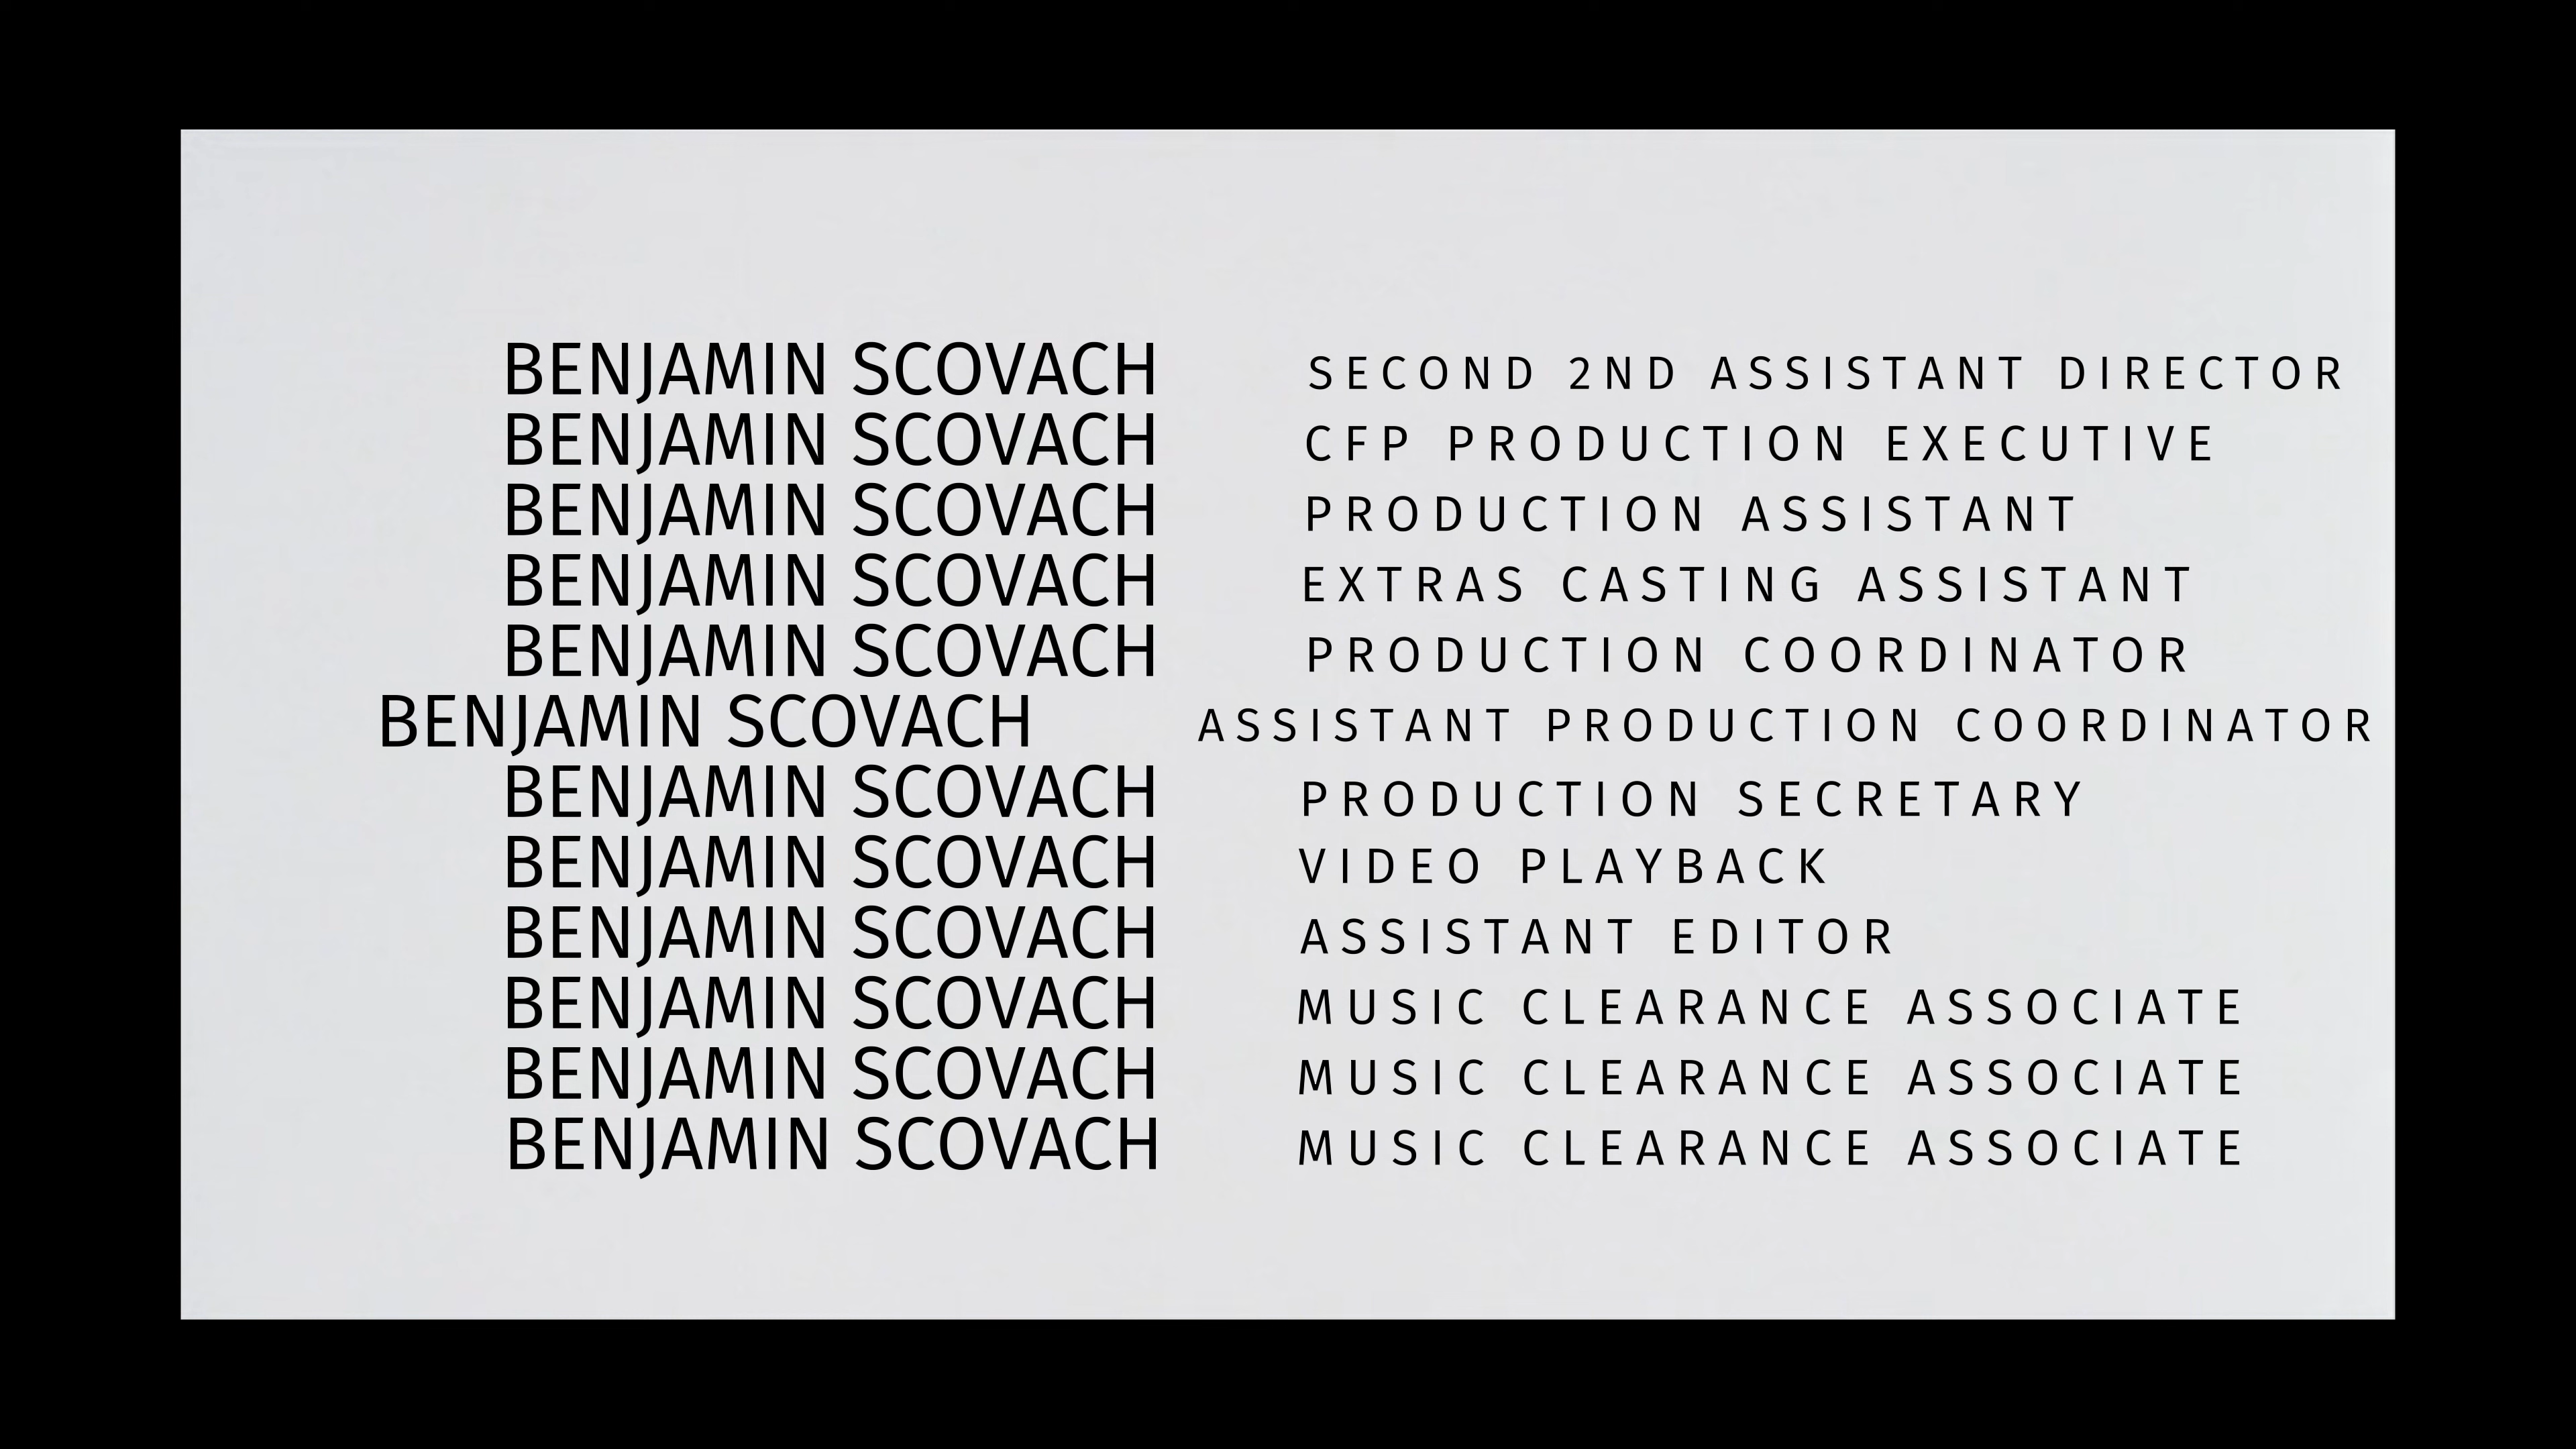 BENJAMIN SCOVACH SECOND 2ND ASSISTANT DIRECTOR
BENJAMIN SCOVACH CFP PRODUCTION EXECUTIVE
BENJAMIN SCOVACH PRODUCTION ASSISTANT
BENJAMIN SCOVACH EXTRAS CASTING ASSISTANT
BENJAMIN SCOVACH PRODUCTION COORDINATOR
BENJAMIN SCOVACH ASSISTANT PRODUCTION COORDINATOR
BENJAMIN SCOVACH PRODUCTION SECRETARY
BENJAMIN SCOVACH VIDEO PLAYBACK
BENJAMIN SCOVACH ASSISTANT EDITOR
BENJAMIN SCOVACH MUSIC CLEARANCE ASSOCIATE
BENJAMIN SCOVACH MUSIC CLEARANCE ASSOCIATE
BENJAMIN SCOVACH MUSIC CLEARANCE ASSOCIATE